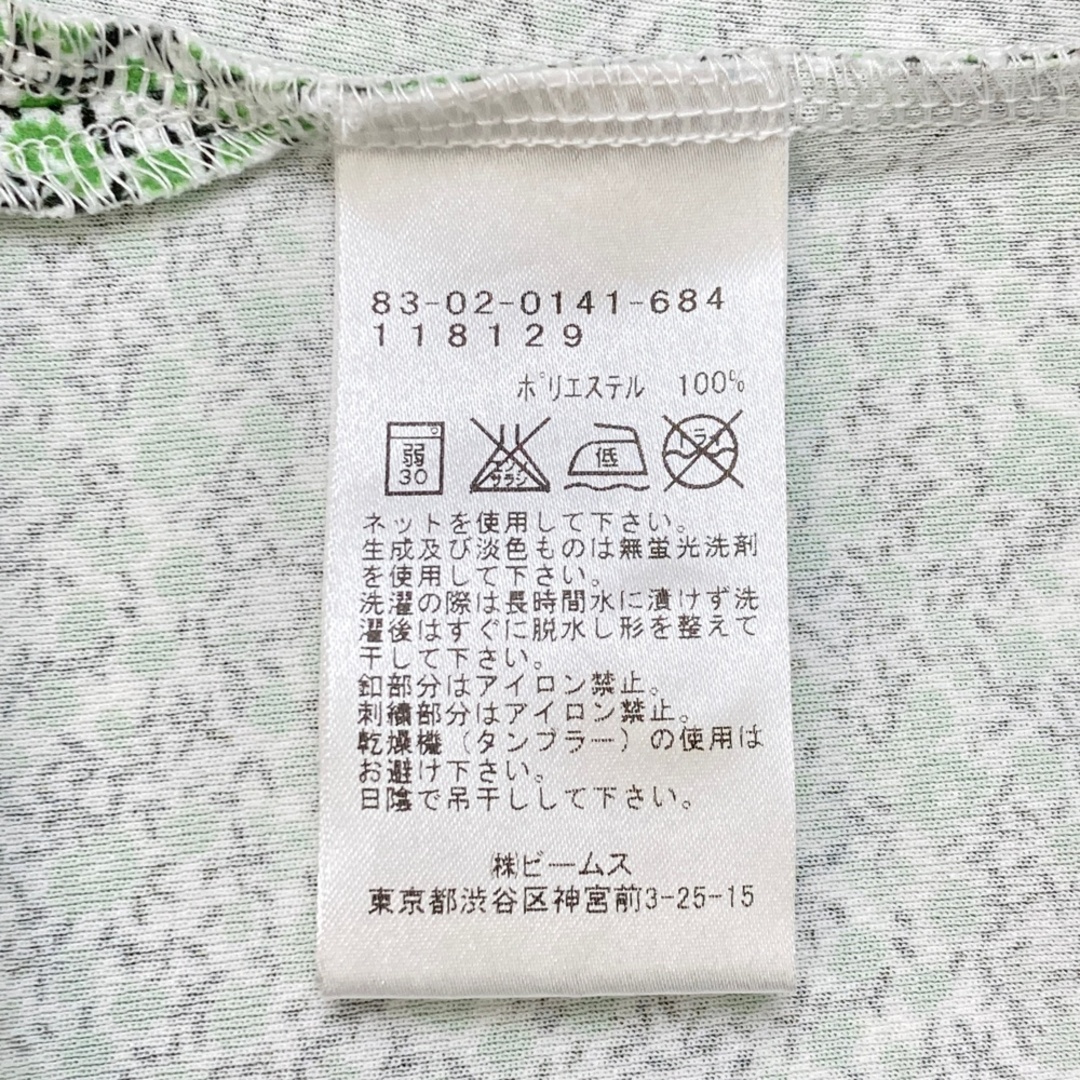 83-02-0141-684
118129
ポリエステル 100%
弱 30 エンソ サラシ 低 ドライ
ネットを使用して下さい。
生成及び淡色ものは無蛍光洗剤
を使用して下さい。
洗濯の際は長時間水に漬けず洗
濯後はすぐに脱水し形を整えて
干して下さい。
釦部分はアイロン禁止。
刺繍部分はアイロン禁止。
乾燥機（タンブラー）の使用は
お避け下さい。
日陰で吊干しして下さい。
㈱ビームス
東京都渋谷区神宮前3-25-15